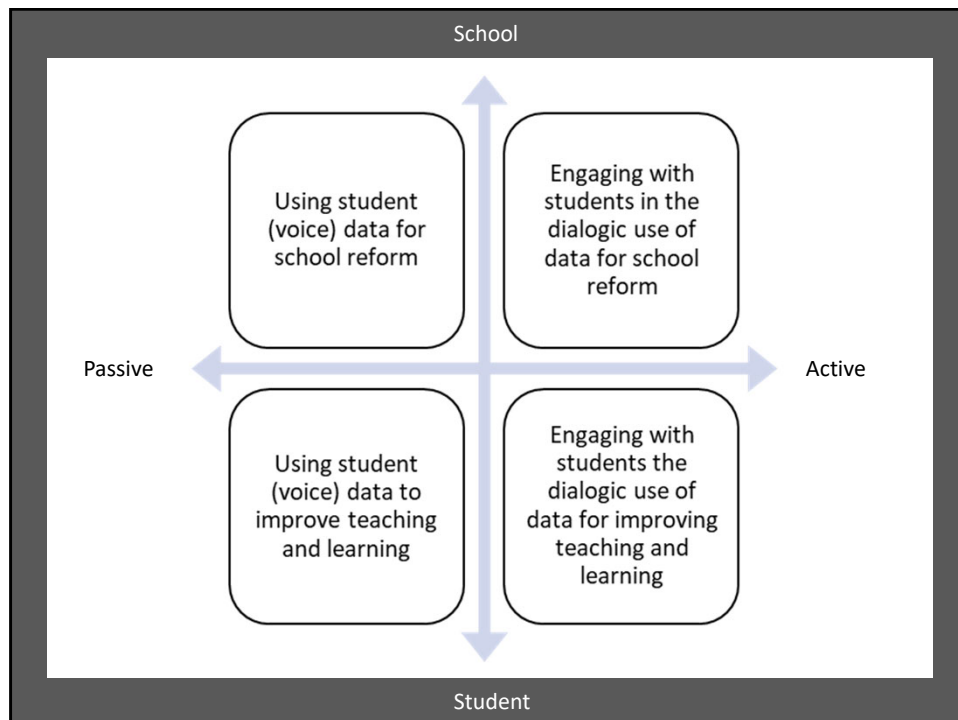 School
Using student
(voice) data for
school reform
Engaging with
students in the
dialogic use of
data for school
reform
Passive
Active
Using student
(voice) data to
improve teaching
and learning
Engaging with
students the
dialogic use of
data for improving
teaching and
learning
Student